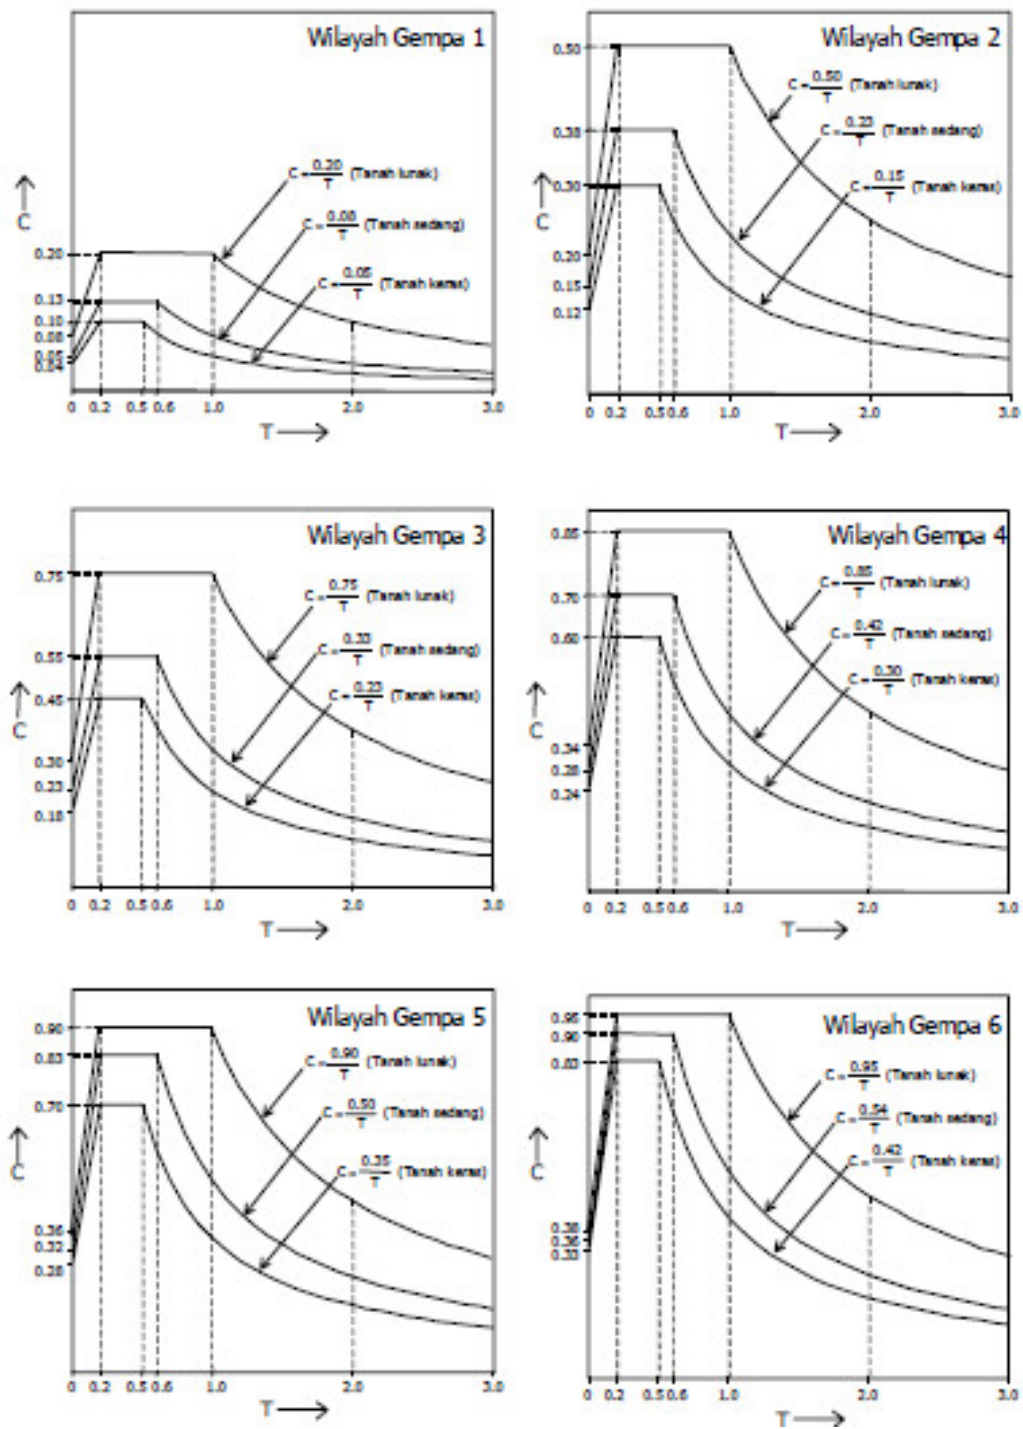 Wilayah Gempa 1
C = 0.20/T (Tanah lunak)
C = 0.08/T (Tanah sedang)
C = 0.05/T (Tanah keras)
C
0.20
0.13
0.10
0.08
0.05
0.04
0 0.2 0.5 0.6 1.0 2.0 3.0
T
Wilayah Gempa 2
C = 0.50/T (Tanah lunak)
C = 0.23/T (Tanah sedang)
C = 0.15/T (Tanah keras)
C
0.50
0.38
0.30
0.20
0.15
0.12
0 0.2 0.5 0.6 1.0 2.0 3.0
T
Wilayah Gempa 3
C = 0.75/T (Tanah lunak)
C = 0.33/T (Tanah sedang)
C = 0.23/T (Tanah keras)
C
0.75
0.55
0.45
0.30
0.23
0.18
0 0.2 0.5 0.6 1.0 2.0 3.0
T
Wilayah Gempa 4
C = 0.85/T (Tanah lunak)
C = 0.42/T (Tanah sedang)
C = 0.30/T (Tanah keras)
C
0.85
0.70
0.60
0.34
0.28
0.24
0 0.2 0.5 0.6 1.0 2.0 3.0
T
Wilayah Gempa 5
C = 0.90/T (Tanah lunak)
C = 0.50/T (Tanah sedang)
C = 0.35/T (Tanah keras)
C
0.90
0.83
0.70
0.36
0.32
0.28
0 0.2 0.5 0.6 1.0 2.0 3.0
T
Wilayah Gempa 6
C = 0.95/T (Tanah lunak)
C = 0.54/T (Tanah sedang)
C = 0.42/T (Tanah keras)
C
0.95
0.90
0.83
0.38
0.36
0.33
0 0.2 0.5 0.6 1.0 2.0 3.0
T